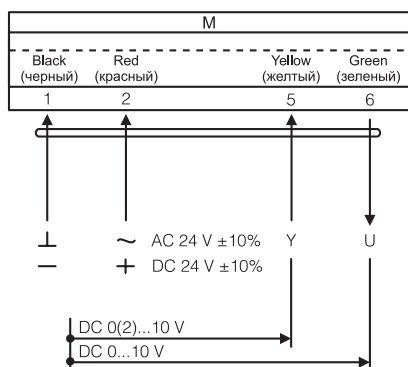 M
Black Red Yellow Green
(черный) (красный) (желтый) (зеленый)
1 2 5 6
⊥ ~ AC 24 V ±10% Y U
− + DC 24 V ±10%
DC 0(2)...10 V
DC 0...10 V